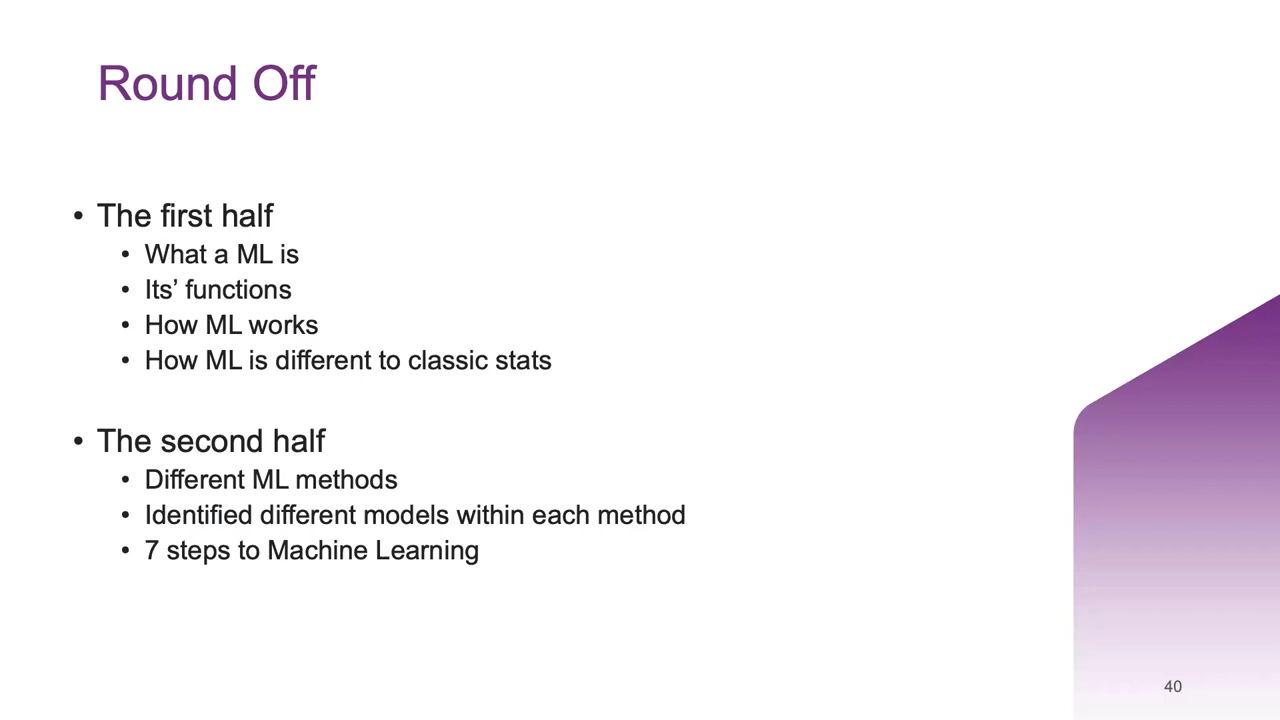 Round Off
• The first half
• What a ML is
• Its’ functions
• How ML works
• How ML is different to classic stats
• The second half
• Different ML methods
• Identified different models within each method
• 7 steps to Machine Learning
40